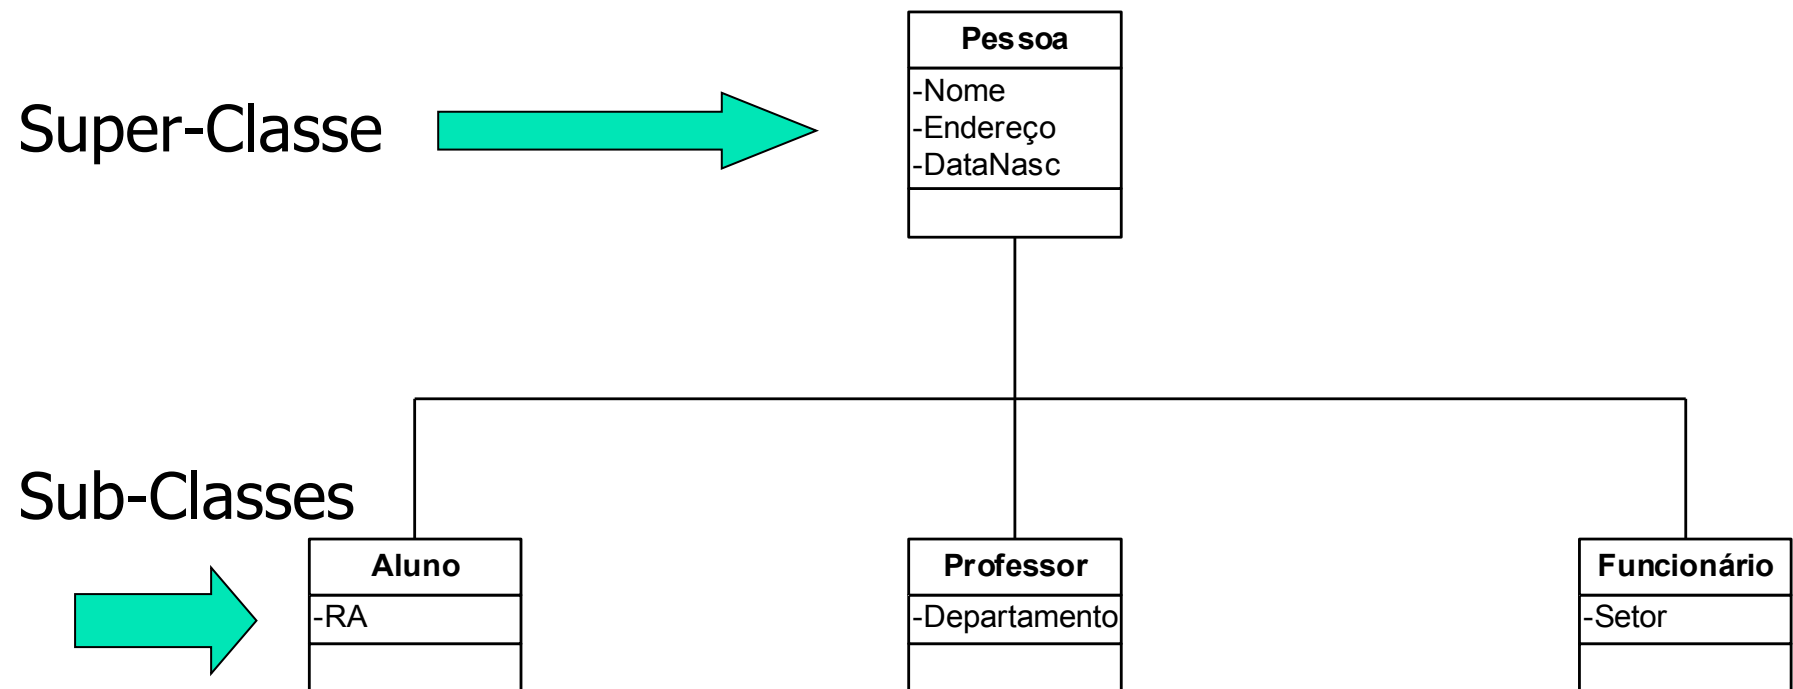 Pessoa
-Nome
-Endereço
-DataNasc
Super-Classe
Sub-Classes
Aluno
-RA
Professor
-Departamento
Funcionário
-Setor